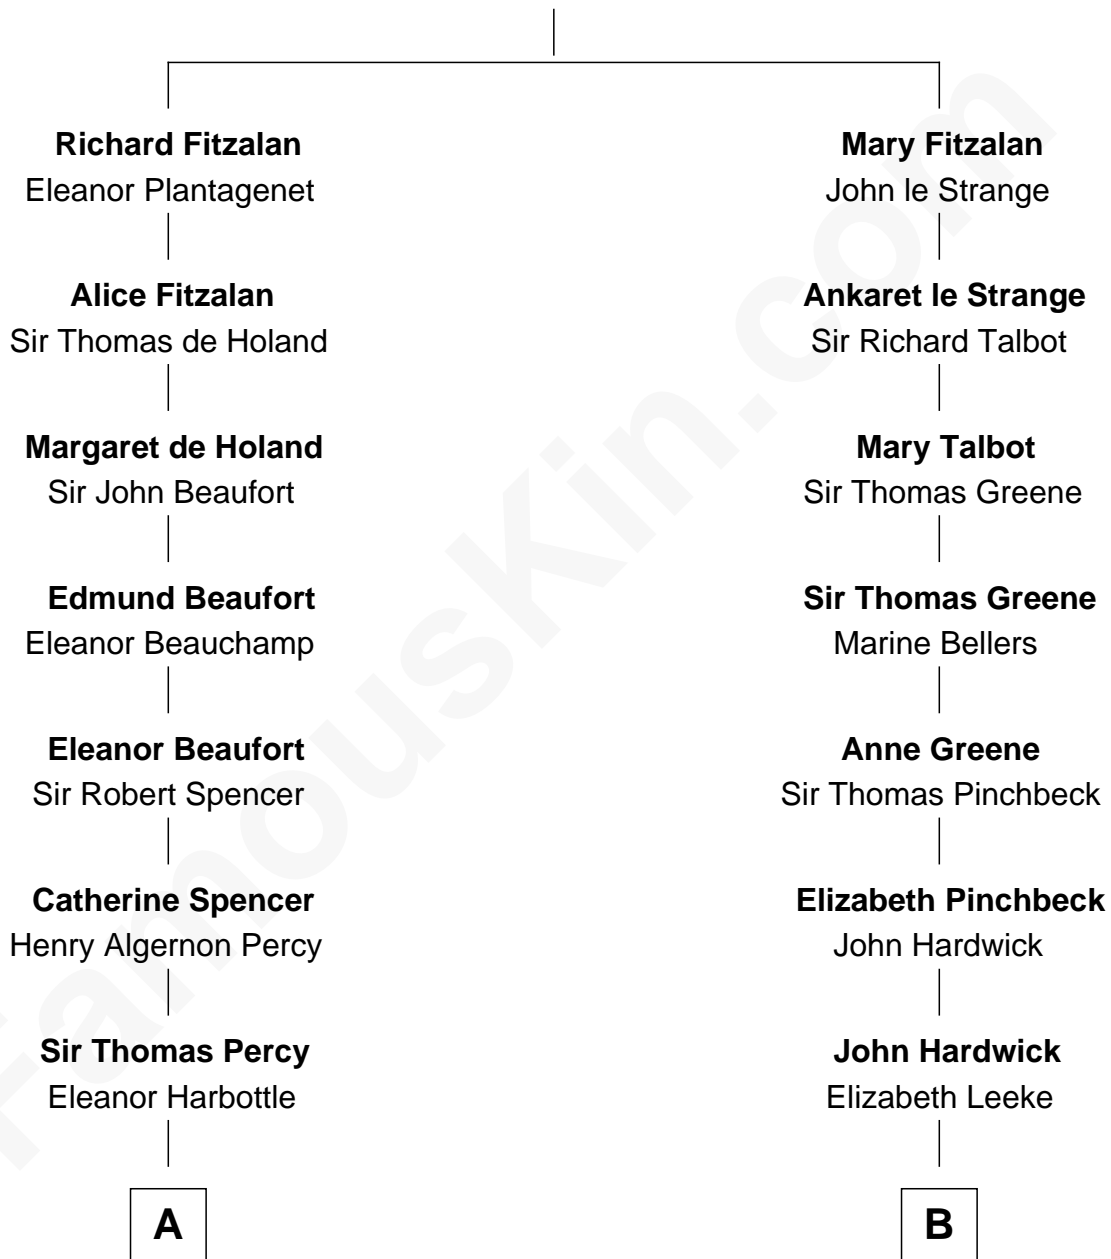 Richard Fitzalan
Eleanor Plantagenet
Alice Fitzalan
Sir Thomas de Holand
Margaret de Holand
Sir John Beaufort
Edmund Beaufort
Eleanor Beauchamp
Eleanor Beaufort
Sir Robert Spencer
Catherine Spencer
Henry Algernon Percy
Sir Thomas Percy
Eleanor Harbottle
A
Mary Fitzalan
John le Strange
Ankaret le Strange
Sir Richard Talbot
Mary Talbot
Sir Thomas Greene
Sir Thomas Greene
Marine Bellers
Anne Greene
Sir Thomas Pinchbeck
Elizabeth Pinchbeck
John Hardwick
John Hardwick
Elizabeth Leeke
B
FamousKin.com